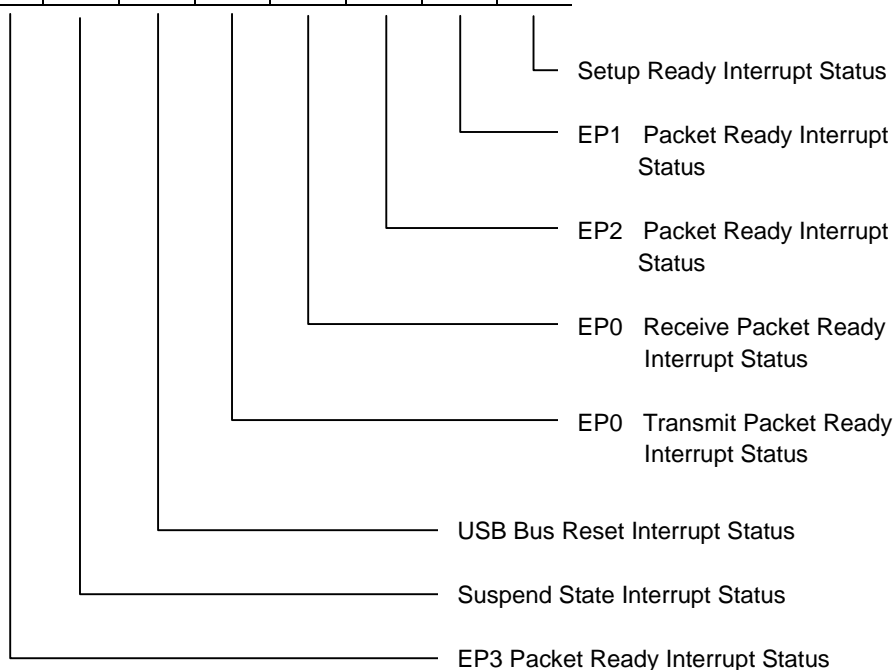 Setup Ready Interrupt Status
EP1 Packet Ready Interrupt
Status
EP2 Packet Ready Interrupt
Status
EP0 Receive Packet Ready
Interrupt Status
EP0 Transmit Packet Ready
Interrupt Status
USB Bus Reset Interrupt Status
Suspend State Interrupt Status
EP3 Packet Ready Interrupt Status